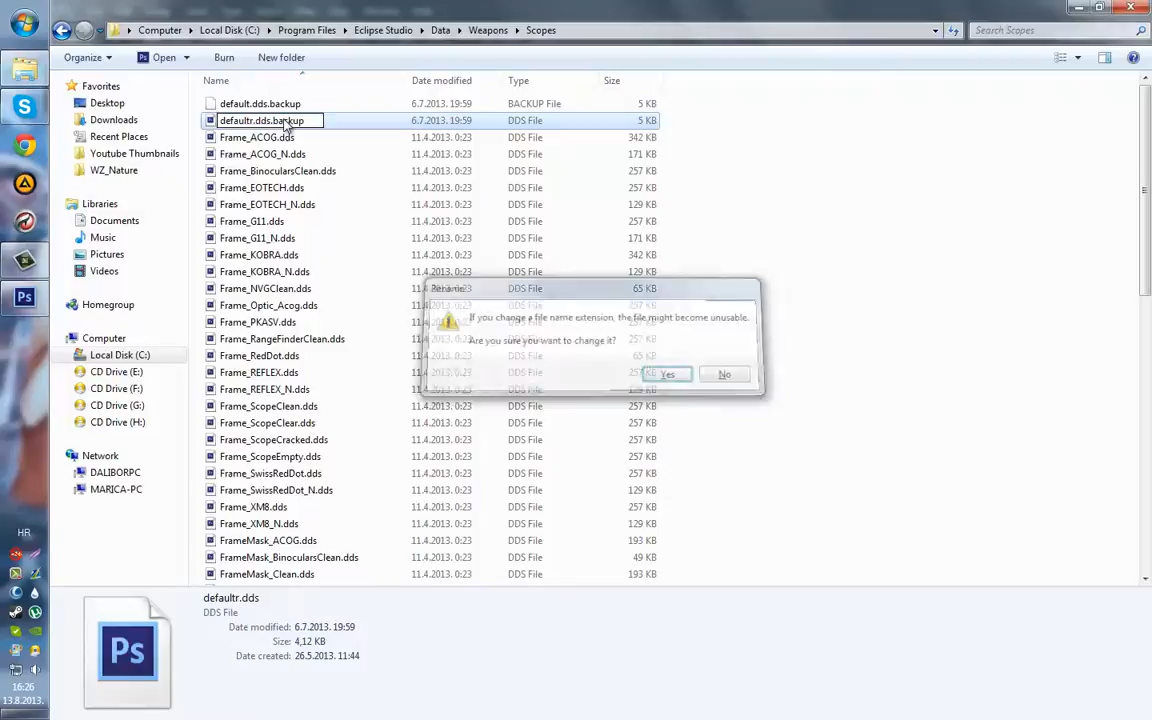 Computer ▸ Local Disk (C:) ▸ Program Files ▸ Eclipse Studio ▸ Data ▸ Weapons ▸ Scopes
Search Scopes
Organize Open Burn New folder
Name Date modified Type Size
Favorites
Desktop
Downloads
Recent Places
Youtube Thumbnails
WZ_Nature
Libraries
Documents
Music
Pictures
Videos
Homegroup
Computer
Local Disk (C:)
CD Drive (E:)
CD Drive (F:)
CD Drive (G:)
CD Drive (H:)
Network
DALIBORPC
MARICA-PC
default.dds.backup 6.7.2013. 19:59 BACKUP File 5 KB
defaultr.dds.backup 6.7.2013. 19:59 DDS File 5 KB
Frame_ACOG.dds 11.4.2013. 0:23 DDS File 342 KB
Frame_ACOG_N.dds 11.4.2013. 0:23 DDS File 171 KB
Frame_BinocularsClean.dds 11.4.2013. 0:23 DDS File 257 KB
Frame_EOTECH.dds 11.4.2013. 0:23 DDS File 257 KB
Frame_EOTECH_N.dds 11.4.2013. 0:23 DDS File 129 KB
Frame_G11.dds 11.4.2013. 0:23 DDS File 257 KB
Frame_G11_N.dds 11.4.2013. 0:23 DDS File 171 KB
Frame_KOBRA.dds 11.4.2013. 0:23 DDS File 342 KB
Frame_KOBRA_N.dds 11.4.2013. 0:23 DDS File 129 KB
Frame_NVGClean.dds 11.4.2013. 0:23 DDS File 65 KB
Frame_Optic_Acog.dds 11.4.2013. 0:23 DDS File 257 KB
Frame_PKASV.dds 11.4.2013. 0:23 DDS File
Frame_RangeFinderClean.dds 11.4.2013. 0:23 DDS File
Frame_RedDot.dds 11.4.2013. 0:23 DDS File 65 KB
Frame_REFLEX.dds 11.4.2013. 0:23 DDS File
Frame_REFLEX_N.dds 11.4.2013. 0:23 DDS File 129 KB
Frame_ScopeClean.dds 11.4.2013. 0:23 DDS File 257 KB
Frame_ScopeClear.dds 11.4.2013. 0:23 DDS File 257 KB
Frame_ScopeCracked.dds 11.4.2013. 0:23 DDS File 257 KB
Frame_ScopeEmpty.dds 11.4.2013. 0:23 DDS File 257 KB
Frame_SwissRedDot.dds 11.4.2013. 0:23 DDS File 257 KB
Frame_SwissRedDot_N.dds 11.4.2013. 0:23 DDS File 129 KB
Frame_XM8.dds 11.4.2013. 0:23 DDS File 257 KB
Frame_XM8_N.dds 11.4.2013. 0:23 DDS File 129 KB
FrameMask_ACOG.dds 11.4.2013. 0:23 DDS File 193 KB
FrameMask_BinocularsClean.dds 11.4.2013. 0:23 DDS File 49 KB
FrameMask_Clean.dds 11.4.2013. 0:23 DDS File 193 KB
Rename
If you change a file name extension, the file might become unusable.
Are you sure you want to change it?
Yes No
defaultr.dds
DDS File
Date modified: 6.7.2013. 19:59
Size: 4,12 KB
Date created: 26.5.2013. 11:44
Ps
HR
16:26
13.8.2013.